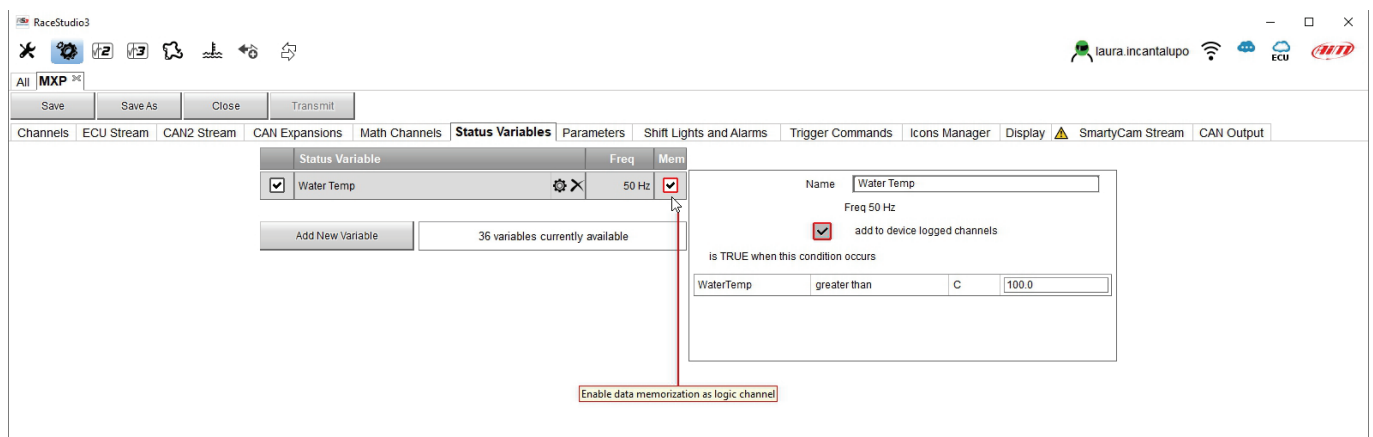 RaceStudio3
laura.incantalupo
ECU
AIM
All MXP
Save Save As Close Transmit
Channels ECU Stream CAN2 Stream CAN Expansions Math Channels Status Variables Parameters Shift Lights and Alarms Trigger Commands Icons Manager Display SmartyCam Stream CAN Output
Status Variable Freq Mem
Water Temp 50 Hz
Name Water Temp
Freq 50 Hz
Add New Variable 36 variables currently available
add to device logged channels
is TRUE when this condition occurs
WaterTemp greater than C 100.0
Enable data memorization as logic channel